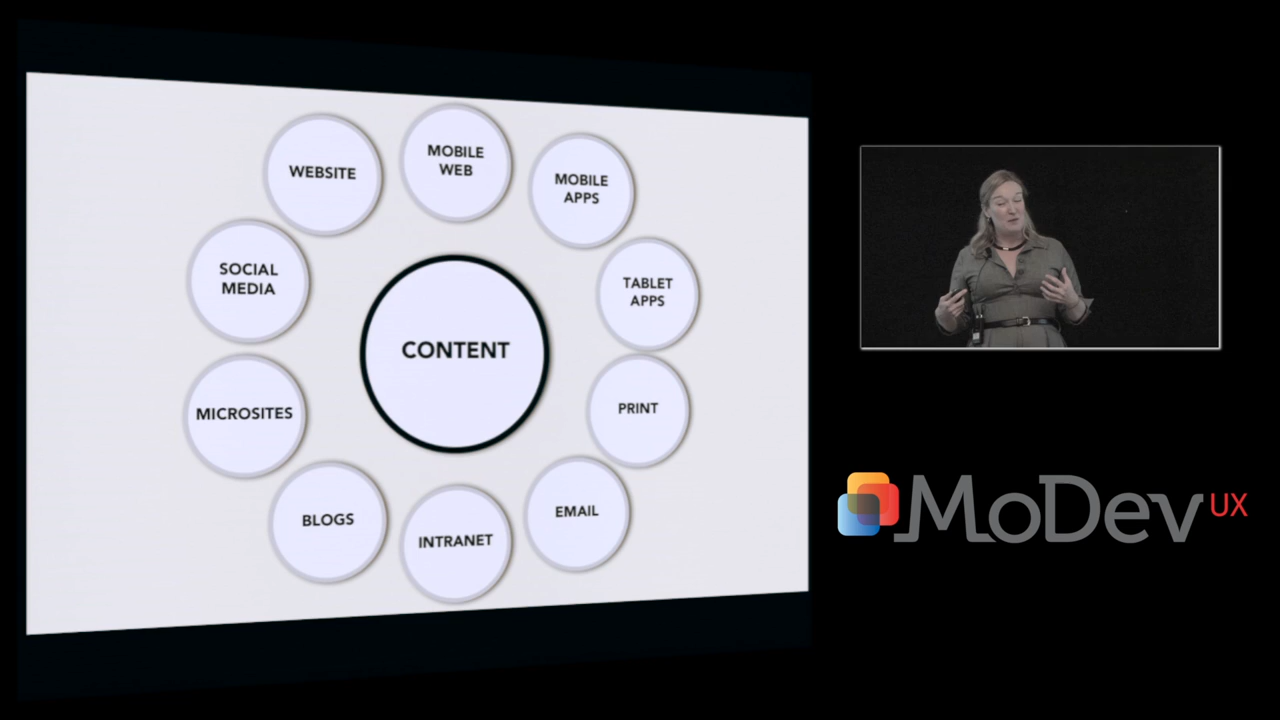 WEBSITE
MOBILE
WEB
MOBILE
APPS
SOCIAL
MEDIA
TABLET
APPS
CONTENT
MICROSITES
PRINT
BLOGS
INTRANET
EMAIL
MoDev UX